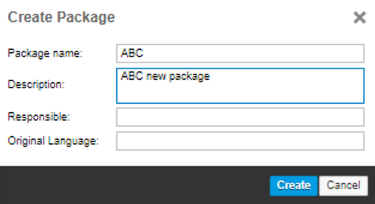 Create Package
Package name: ABC
Description: ABC new package
Responsible:
Original Language:
Create Cancel